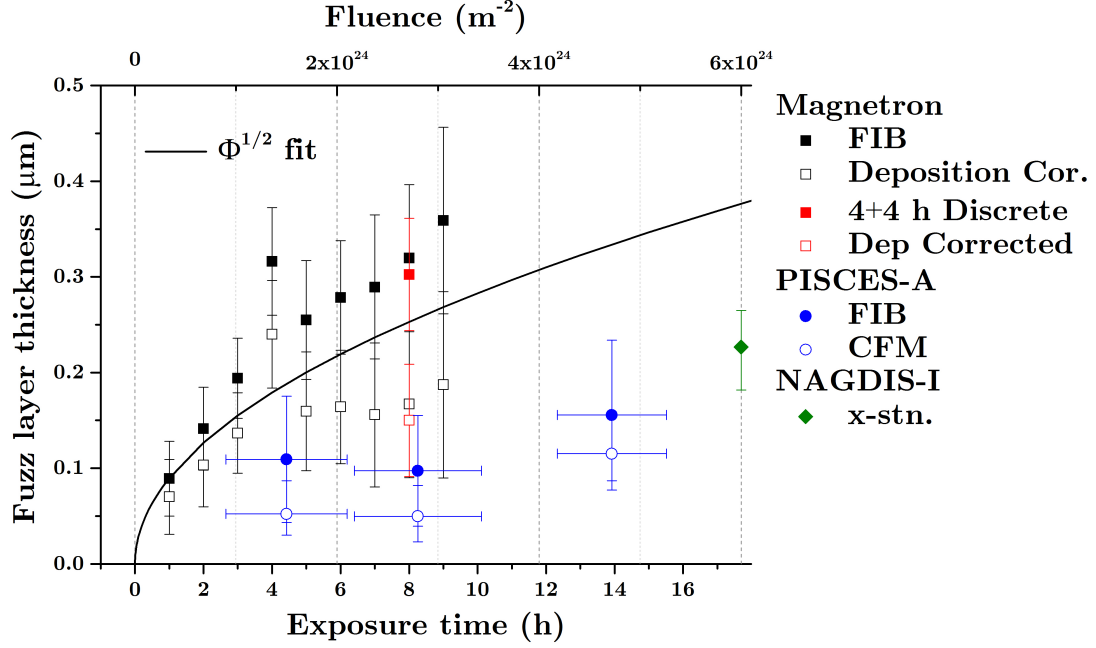 Fluence (m⁻²)
0 2x10²⁴ 4x10²⁴ 6x10²⁴
0.5
0.4
0.3
0.2
0.1
0.0
Fuzz layer thickness (μm)
Φ¹/² fit
0 2 4 6 8 10 12 14 16
Exposure time (h)
Magnetron
FIB
Deposition Cor.
4+4 h Discrete
Dep Corrected
PISCES-A
FIB
CFM
NAGDIS-I
x-stn.